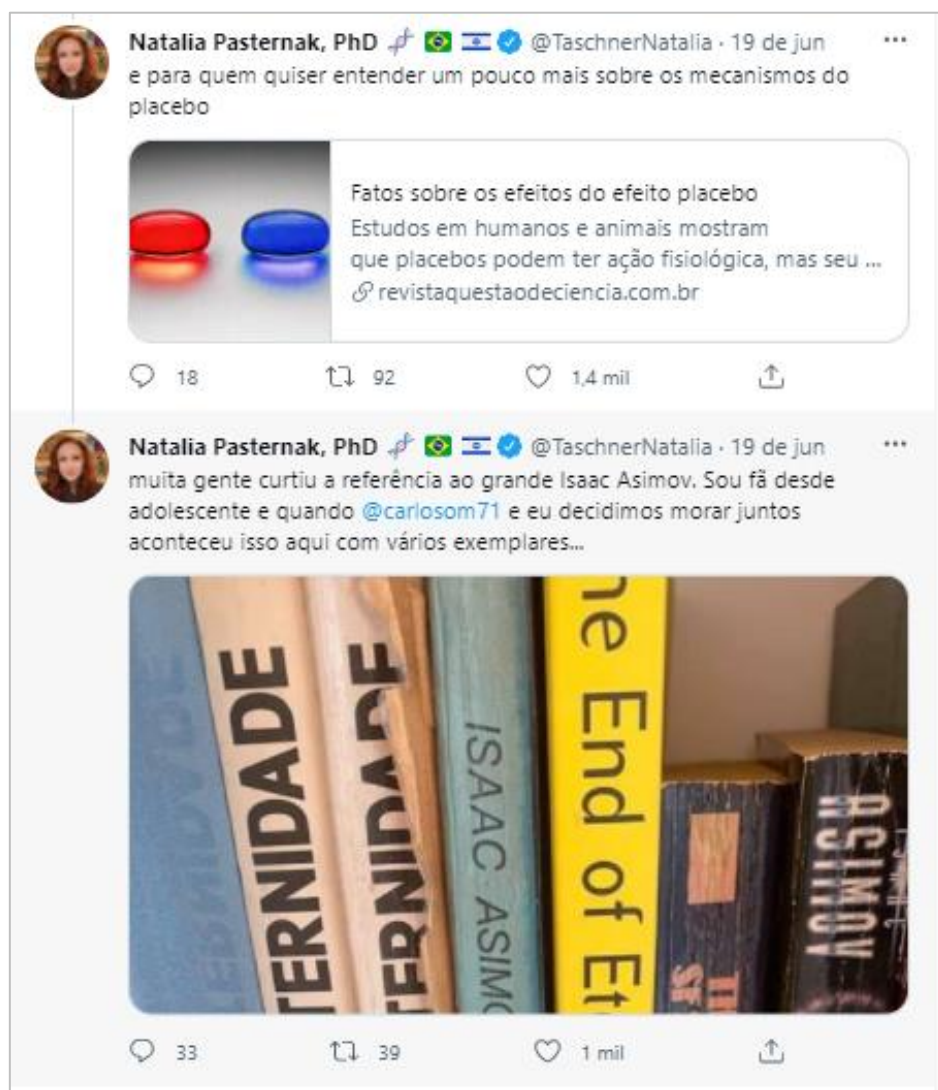 Natalia Pasternak, PhD @TaschnerNatalia · 19 de jun
e para quem quiser entender um pouco mais sobre os mecanismos do
placebo
Fatos sobre os efeitos do efeito placebo
Estudos em humanos e animais mostram
que placebos podem ter ação fisiológica, mas seu ...
revistaquestaodeciencia.com.br
18 92 1,4 mil
Natalia Pasternak, PhD @TaschnerNatalia · 19 de jun
muita gente curtiu a referência ao grande Isaac Asimov. Sou fã desde
adolescente e quando @carlosom71 e eu decidimos morar juntos
aconteceu isso aqui com vários exemplares...
TERNIDADE
TERNIDADE
ISAAC ASIMO
he End of Ete
ASIMOV
33 39 1 mil